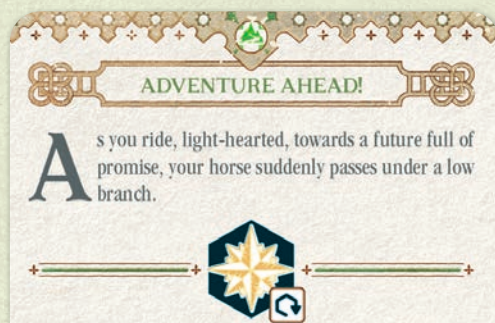 ADVENTURE AHEAD!
As you ride, light-hearted, towards a future full of
promise, your horse suddenly passes under a low
branch.